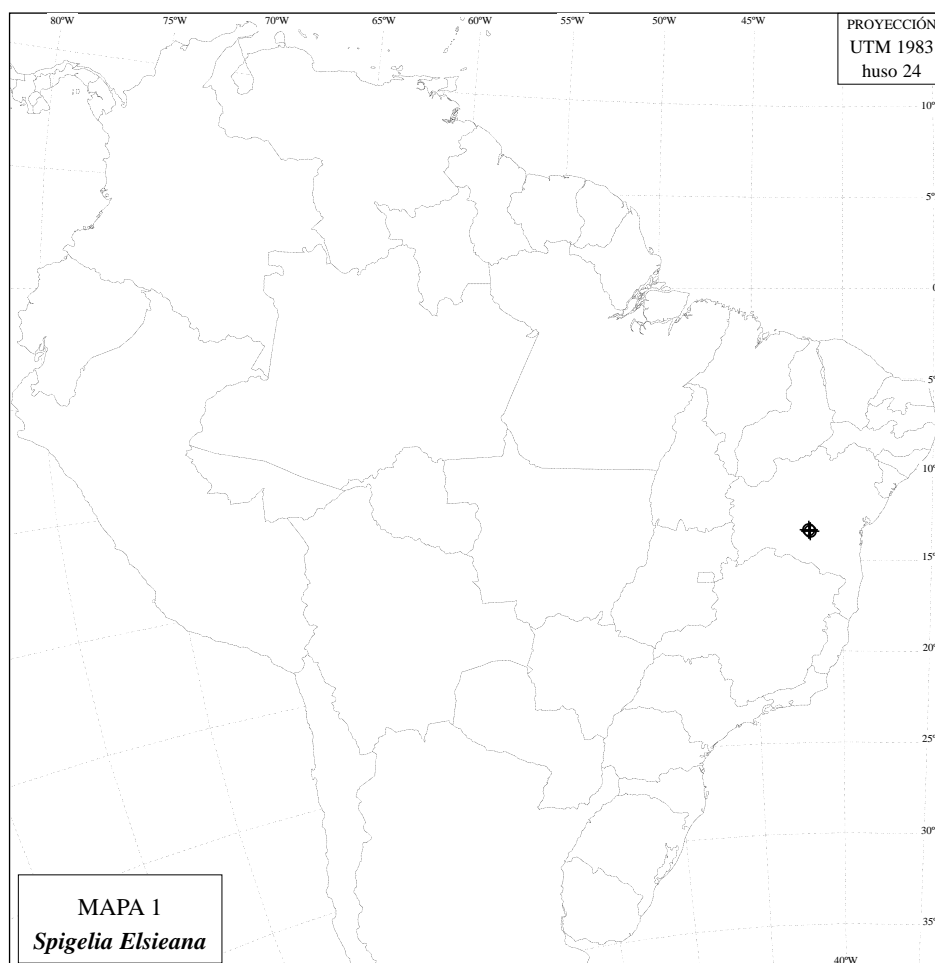 80ºW 75ºW 70ºW 65ºW 60ºW 55ºW 50ºW 45ºW
PROYECCIÓN
UTM 1983
huso 24
10º
5º
5º
10º
15º
20º
25º
30º
35º
MAPA 1
Spigelia Elsieana
40ºW